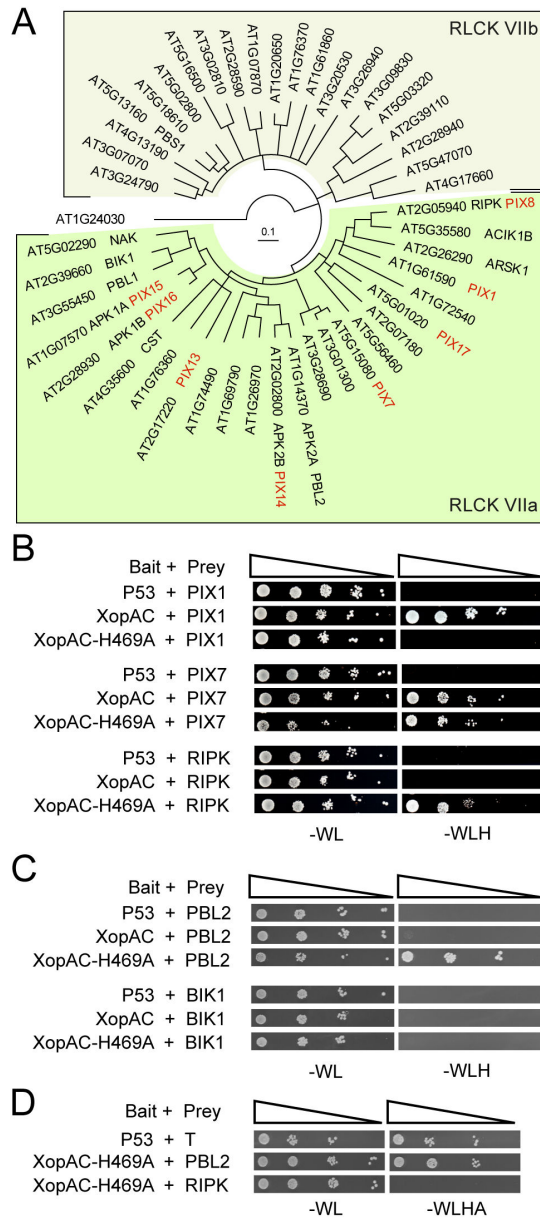 A
RLCK VIIb
AT3G24790
AT3G07070
AT4G13190
AT5G13160 PBS1
AT5G18610
AT5G02800
AT5G16500
AT3G02810
AT2G28590
AT1G07870
AT1G20650
AT1G76370
AT1G61860
AT3G20530
AT3G26940
AT3G09830
AT5G03320
AT2G39110
AT2G28940
AT5G47070
AT4G17660
AT1G24030
0.1
AT2G05940 RIPK PIX8
AT5G35580 ACIK1B
AT2G26290 ARSK1
AT1G61590 PIX1
AT1G72540
AT5G01020 PIX17
AT2G07180
AT5G56460
AT5G15080 PIX7
AT3G01300
AT3G28690
AT1G14370 APK2A PBL2
AT2G02800 APK2B PIX14
AT1G26970
AT1G69790
AT1G74490
AT2G17220 PIX13
AT1G76360
AT4G35600 CST
AT2G28930 APK1B PIX16
AT1G07570 APK1A PIX15
AT3G55450 PBL1
AT2G39660 BIK1
AT5G02290 NAK
RLCK VIIa
B
Bait + Prey
P53 + PIX1
XopAC + PIX1
XopAC-H469A + PIX1
P53 + PIX7
XopAC + PIX7
XopAC-H469A + PIX7
P53 + RIPK
XopAC + RIPK
XopAC-H469A + RIPK
-WL -WLH
C
Bait + Prey
P53 + PBL2
XopAC + PBL2
XopAC-H469A + PBL2
P53 + BIK1
XopAC + BIK1
XopAC-H469A + BIK1
-WL -WLH
D
Bait + Prey
P53 + T
XopAC-H469A + PBL2
XopAC-H469A + RIPK
-WL -WLHA